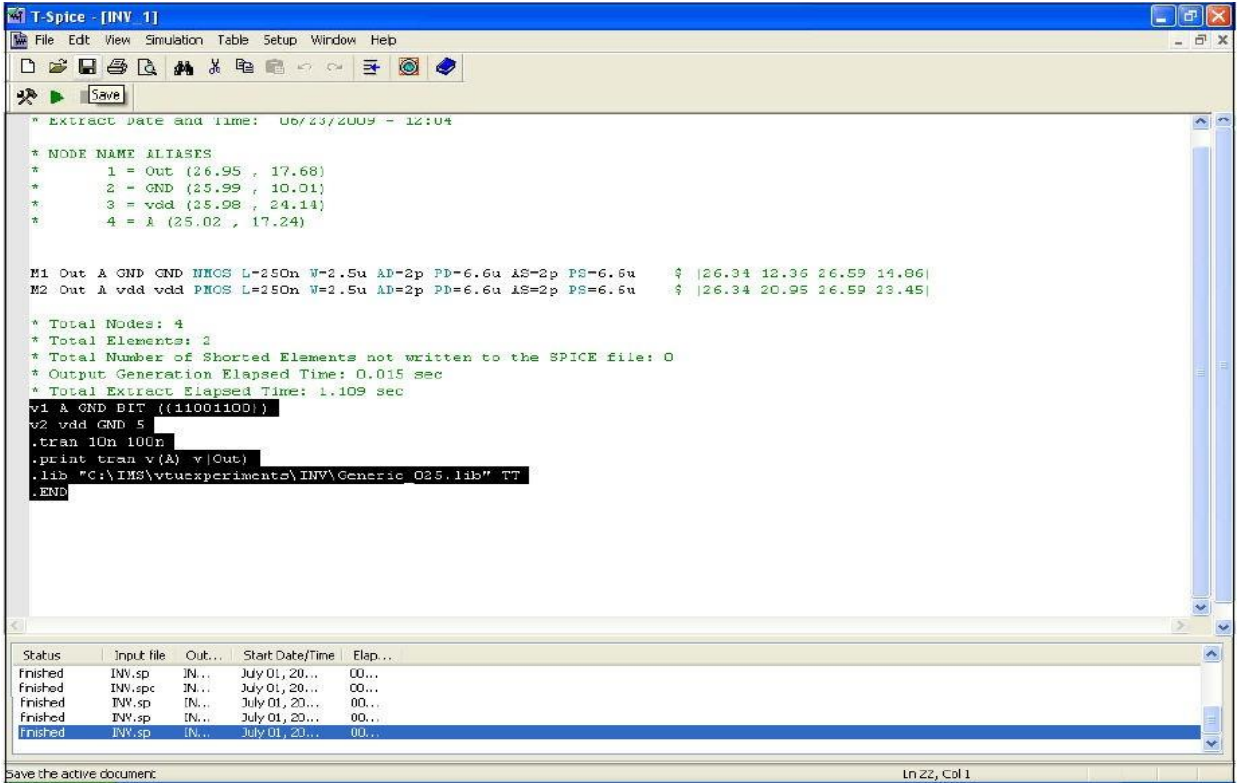 T-Spice - [INV_1]
File Edit View Simulation Table Setup Window Help
Save
* Extract Date and Time: 06/23/2009 - 12:04
* NODE NAME ALIASES
* 1 = Out (26.95 , 17.68)
* 2 = GND (25.99 , 10.01)
* 3 = vdd (25.98 , 24.14)
* 4 = A (25.02 , 17.24)
M1 Out A GND GND NMOS L=250n W=2.5u AD=2p PD=6.6u AS=2p PS=6.6u $ (26.34 12.36 26.59 14.86)
M2 Out A vdd vdd PMOS L=250n W=2.5u AD=2p PD=6.6u AS=2p PS=6.6u $ (26.34 20.95 26.59 23.45)
* Total Nodes: 4
* Total Elements: 2
* Total Number of Shorted Elements not written to the SPICE file: 0
* Output Generation Elapsed Time: 0.015 sec
* Total Extract Elapsed Time: 1.109 sec
v1 A GND BIT ({11001100})
v2 vdd GND 5
.tran 10n 100n
.print tran v(A) v(Out)
.lib "C:\IMS\vtuexperiments\INV\Generic_025.lib" TT
.END
Status Input file Out... Start Date/Time Elap...
finished INV.sp IN... July 01, 20... 00...
finished INV.spc IN... July 01, 20... 00...
finished INV.sp IN... July 01, 20... 00...
finished INV.sp IN... July 01, 20... 00...
finished INV.sp IN... July 01, 20... 00...
Save the active document Ln 22, Col 1